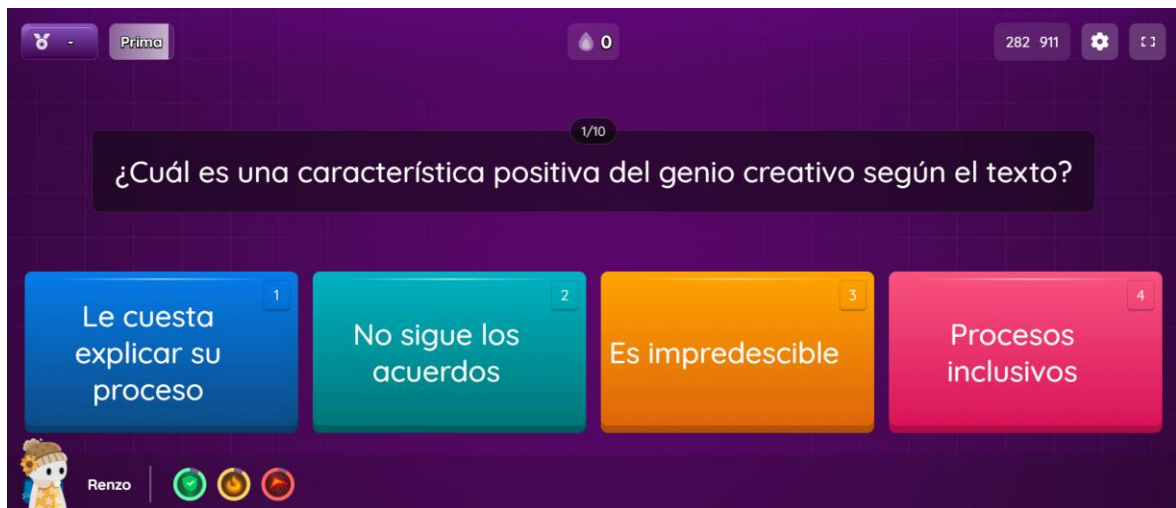 -
Prima
0
282 911
1/10
¿Cuál es una característica positiva del genio creativo según el texto?
1
Le cuesta
explicar su
proceso
2
No sigue los
acuerdos
3
Es impredescible
4
Procesos
inclusivos
Renzo